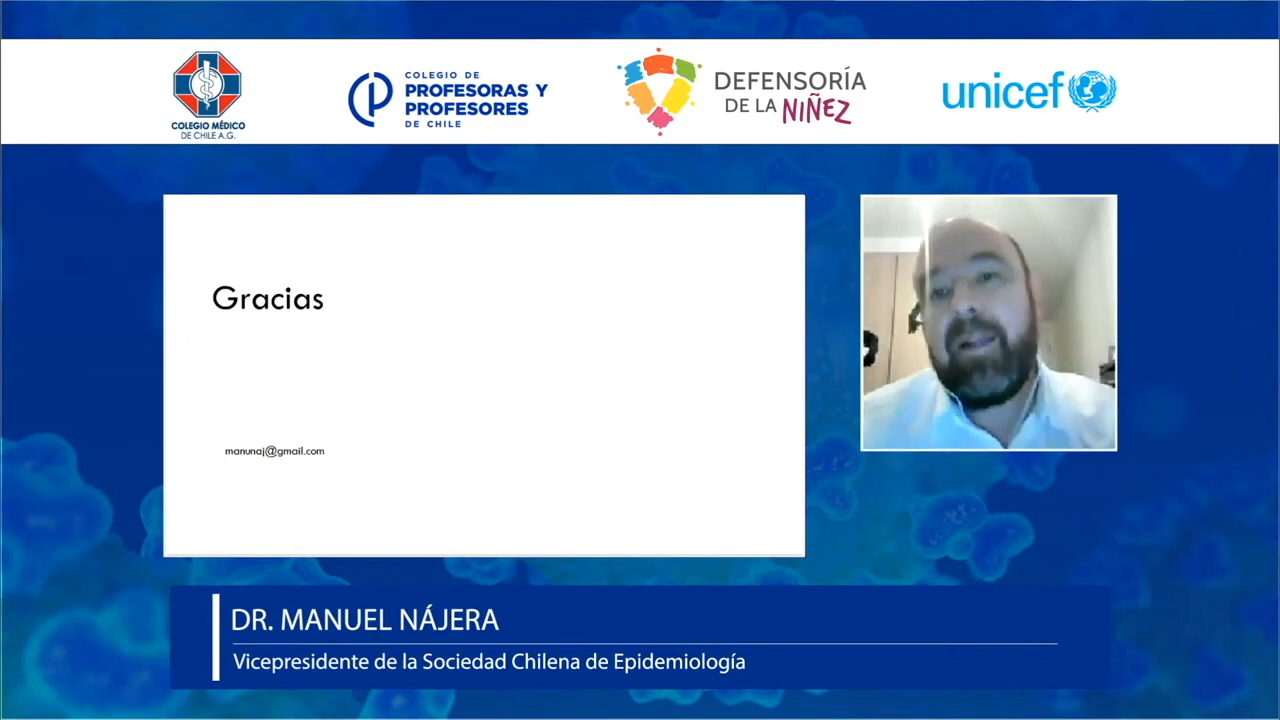 COLEGIO MÉDICO
DE CHILE A.G.
COLEGIO DE
PROFESORAS Y
PROFESORES
DE CHILE
DEFENSORÍA
DE LA NIÑEZ
unicef
Gracias
manunaj@gmail.com
DR. MANUEL NÁJERA
Vicepresidente de la Sociedad Chilena de Epidemiología